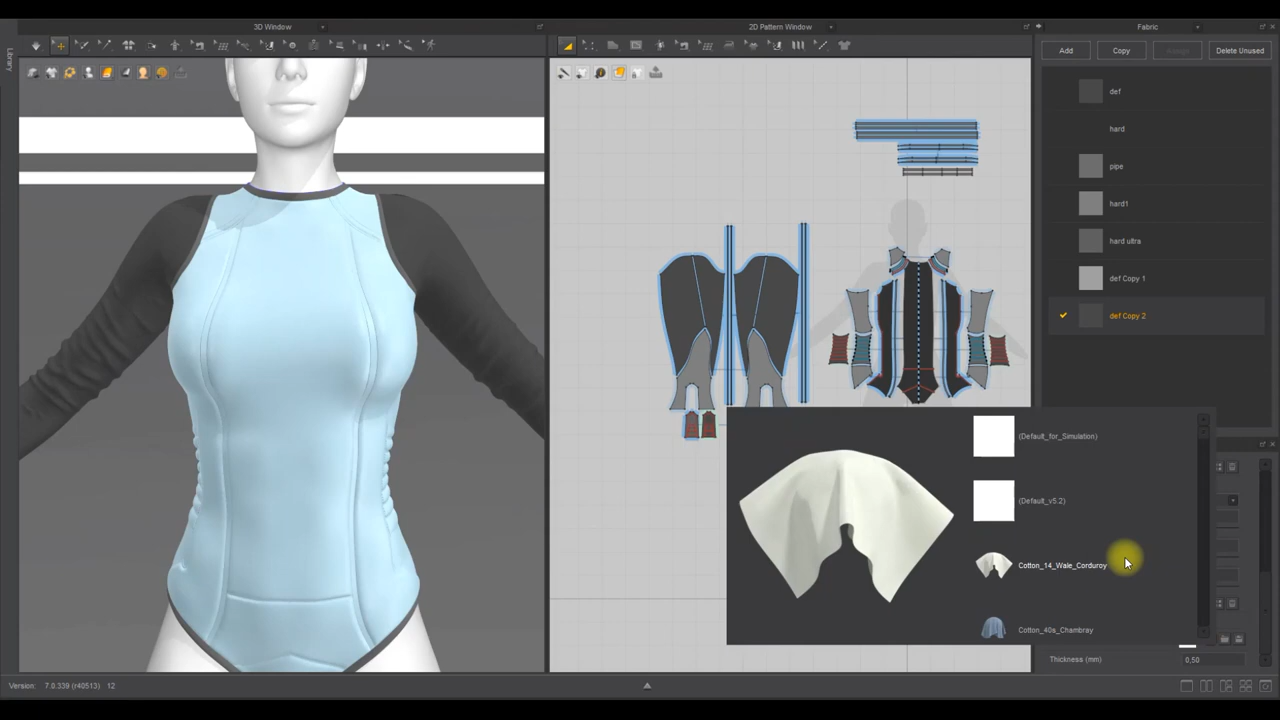 3D Window
2D Pattern Window
Fabric
Library
Add
Copy
Assign
Delete Unused
def
hard
pipe
hard1
hard ultra
def Copy 1
def Copy 2
(Default_for_Simulation)
(Default_v5.2)
Cotton_14_Wale_Corduroy
Cotton_40s_Chambray
Thickness (mm)
0,50
Version: 7.0.339 (r40513) 12